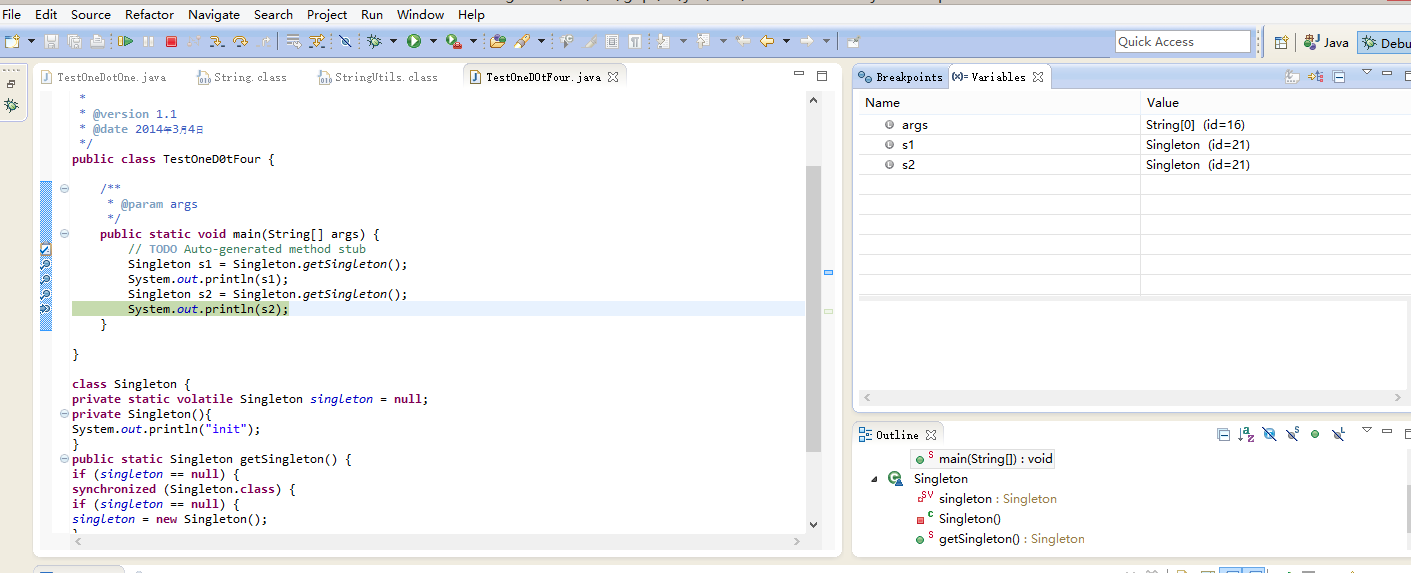 File Edit Source Refactor Navigate Search Project Run Window Help
Quick Access
Java
Debu
TestOneDotOne.java
String.class
StringUtils.class
TestOneD0tFour.java
*
* @version 1.1
* @date 2014年3月4日
*/
public class TestOneD0tFour {
/**
* @param args
*/
public static void main(String[] args) {
// TODO Auto-generated method stub
Singleton s1 = Singleton.getSingleton();
System.out.println(s1);
Singleton s2 = Singleton.getSingleton();
System.out.println(s2);
}
}
class Singleton {
private static volatile Singleton singleton = null;
private Singleton(){
System.out.println("init");
}
public static Singleton getSingleton() {
if (singleton == null) {
synchronized (Singleton.class) {
if (singleton == null) {
singleton = new Singleton();
Breakpoints
(x)= Variables
Name Value
args String[0] (id=16)
s1 Singleton (id=21)
s2 Singleton (id=21)
Outline
main(String[]) : void
Singleton
singleton : Singleton
Singleton()
getSingleton() : Singleton